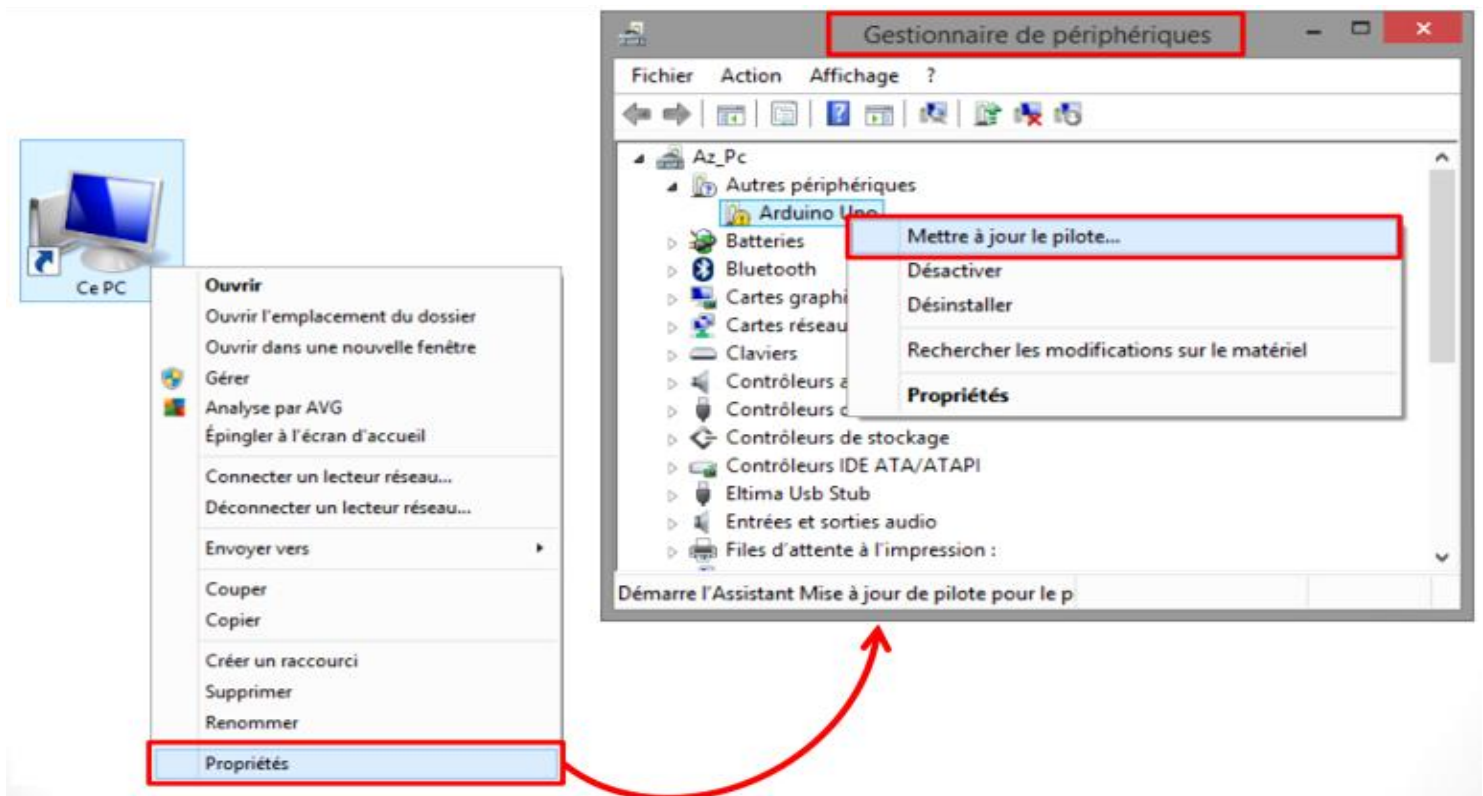 Ce PC
Ouvrir
Ouvrir l'emplacement du dossier
Ouvrir dans une nouvelle fenêtre
Gérer
Analyse par AVG
Épingler à l'écran d'accueil
Connecter un lecteur réseau...
Déconnecter un lecteur réseau...
Envoyer vers
Couper
Copier
Créer un raccourci
Supprimer
Renommer
Propriétés
Gestionnaire de périphériques
Fichier Action Affichage ?
Az_Pc
Autres périphériques
Arduino Uno
Batteries
Bluetooth
Cartes graphi
Cartes réseau
Claviers
Contrôleurs
Contrôleurs
Contrôleurs de stockage
Contrôleurs IDE ATA/ATAPI
Eltima Usb Stub
Entrées et sorties audio
Files d'attente à l'impression :
Démarre l'Assistant Mise à jour de pilote pour le p
Mettre à jour le pilote...
Désactiver
Désinstaller
Rechercher les modifications sur le matériel
Propriétés